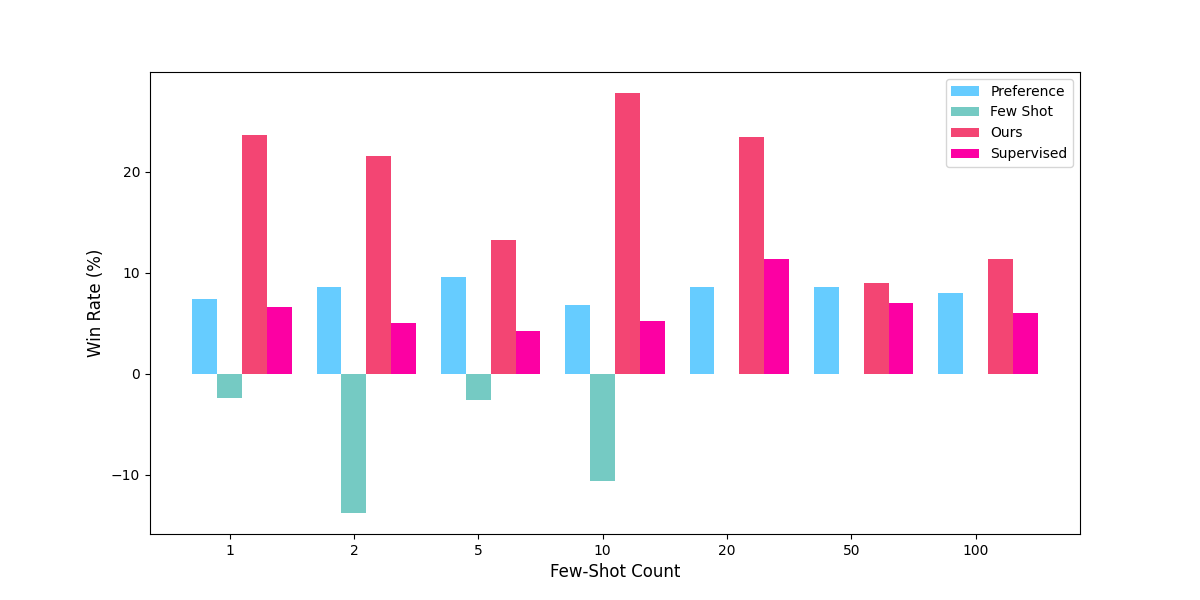 Preference
Few Shot
Ours
Supervised
20
10
0
−10
Win Rate (%)
1 2 5 10 20 50 100
Few-Shot Count